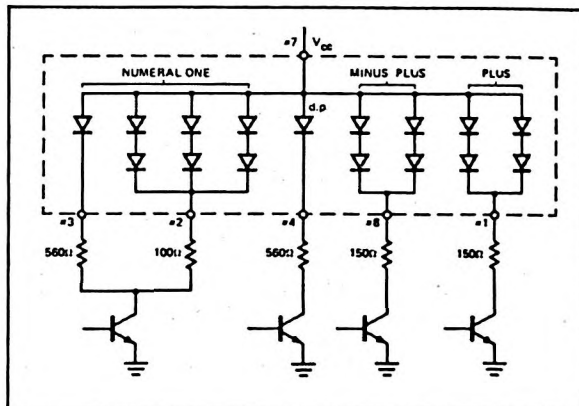 #7 Vcc
NUMERAL ONE
MINUS PLUS
PLUS
d.p.
#3
#2
#4
#8
#1
560Ω
100Ω
560Ω
150Ω
150Ω